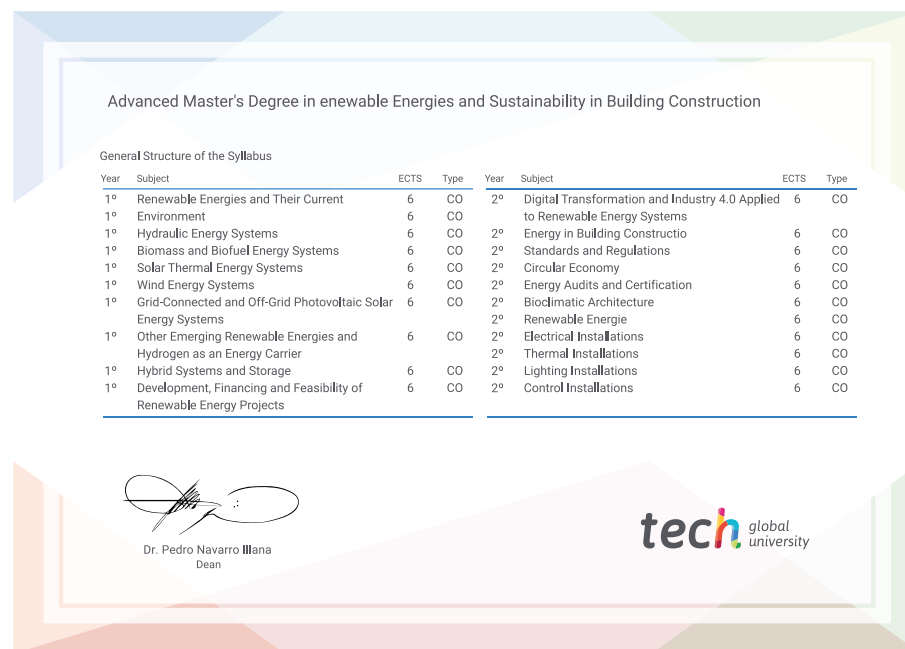 Advanced Master's Degree in enewable Energies and Sustainability in Building Construction
General Structure of the Syllabus
Year Subject ECTS Type
1º Renewable Energies and Their Current 6 CO
1º Environment 6 CO
1º Hydraulic Energy Systems 6 CO
1º Biomass and Biofuel Energy Systems 6 CO
1º Solar Thermal Energy Systems 6 CO
1º Wind Energy Systems 6 CO
1º Grid-Connected and Off-Grid Photovoltaic Solar 6 CO
Energy Systems
1º Other Emerging Renewable Energies and 6 CO
Hydrogen as an Energy Carrier
1º Hybrid Systems and Storage 6 CO
1º Development, Financing and Feasibility of 6 CO
Renewable Energy Projects
Year Subject ECTS Type
2º Digital Transformation and Industry 4.0 Applied 6 CO
to Renewable Energy Systems
2º Energy in Building Constructio 6 CO
2º Standards and Regulations 6 CO
2º Circular Economy 6 CO
2º Energy Audits and Certification 6 CO
2º Bioclimatic Architecture 6 CO
2º Renewable Energie 6 CO
2º Electrical Installations 6 CO
2º Thermal Installations 6 CO
2º Lighting Installations 6 CO
2º Control Installations 6 CO
Dr. Pedro Navarro Illana
Dean
tech global
university